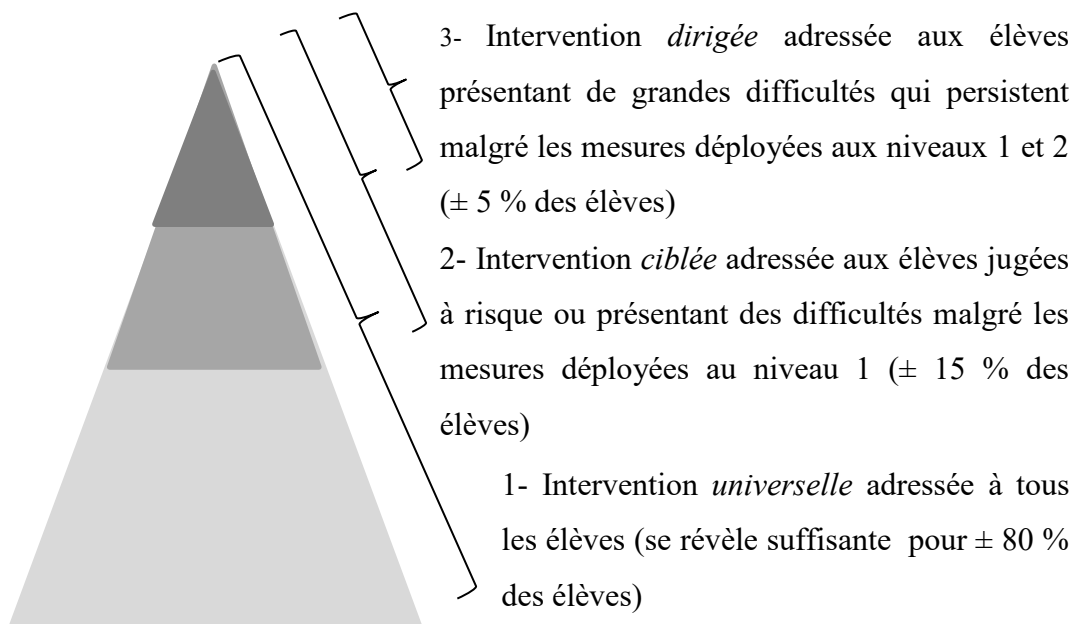 3- Intervention dirigée adressée aux élèves
présentant de grandes difficultés qui persistent
malgré les mesures déployées aux niveaux 1 et 2
(± 5 % des élèves)
2- Intervention ciblée adressée aux élèves jugées
à risque ou présentant des difficultés malgré les
mesures déployées au niveau 1 (± 15 % des
élèves)
1- Intervention universelle adressée à tous
les élèves (se révèle suffisante pour ± 80 %
des élèves)